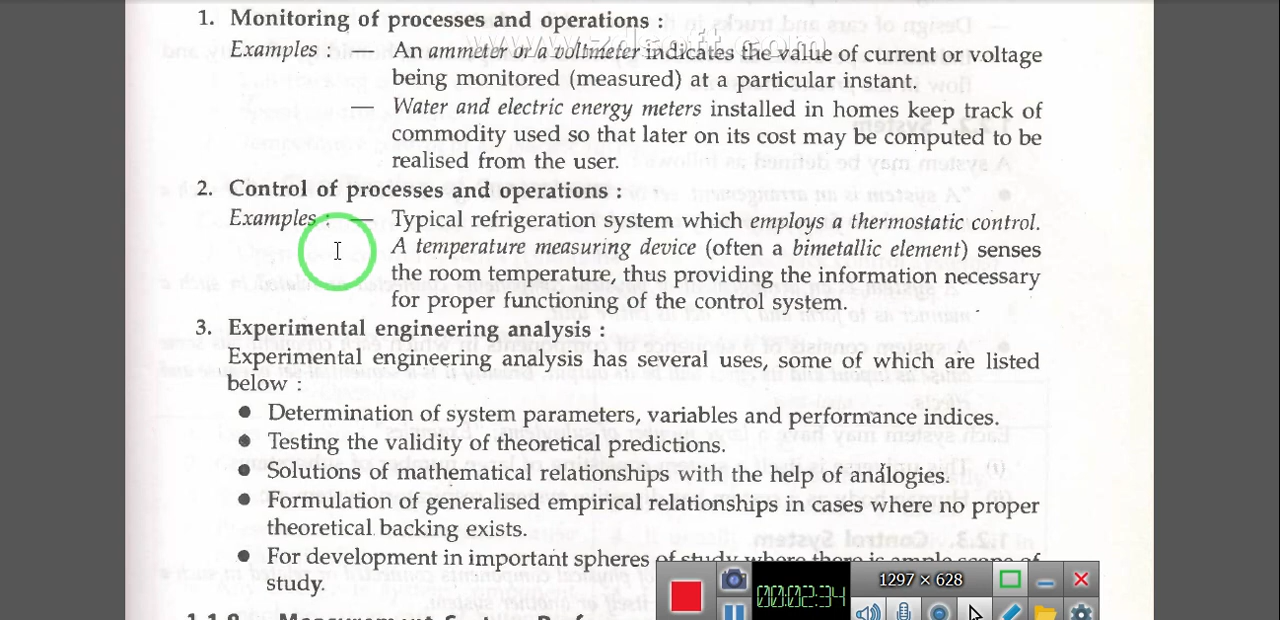 1. Monitoring of processes and operations :
Examples : — An ammeter or a voltmeter indicates the value of current or voltage
being monitored (measured) at a particular instant.
— Water and electric energy meters installed in homes keep track of
commodity used so that later on its cost may be computed to be
realised from the user.
2. Control of processes and operations :
Examples : — Typical refrigeration system which employs a thermostatic control.
A temperature measuring device (often a bimetallic element) senses
the room temperature, thus providing the information necessary
for proper functioning of the control system.
3. Experimental engineering analysis :
Experimental engineering analysis has several uses, some of which are listed
below :
● Determination of system parameters, variables and performance indices.
● Testing the validity of theoretical predictions.
● Solutions of mathematical relationships with the help of analogies.
● Formulation of generalised empirical relationships in cases where no proper
theoretical backing exists.
● For development in important spheres of study where there is ample scope of
study.
1297 × 628
00:02:34